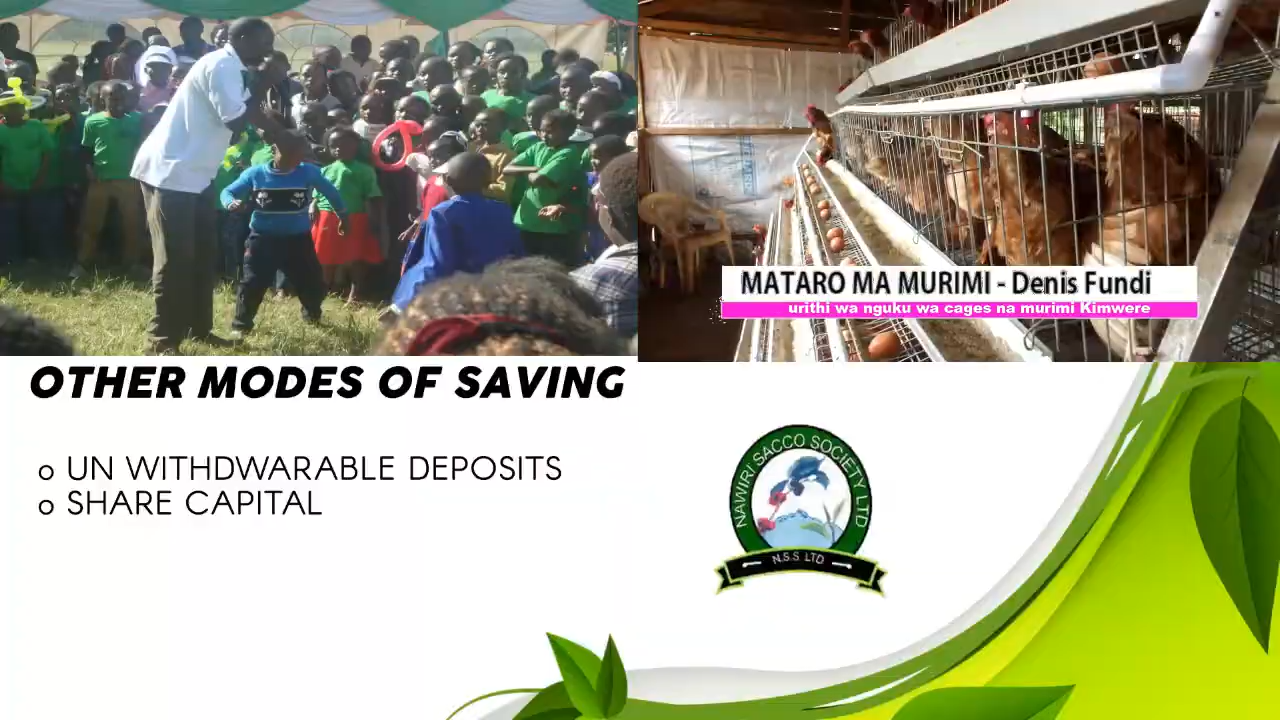 MATARO MA MURIMI - Denis Fundi
urithi wa nguku wa cages na murimi Kimwere
OTHER MODES OF SAVING
o UN WITHDWARABLE DEPOSITS
o SHARE CAPITAL
NAWIRI SACCO SOCIETY LTD
N.S.S LTD